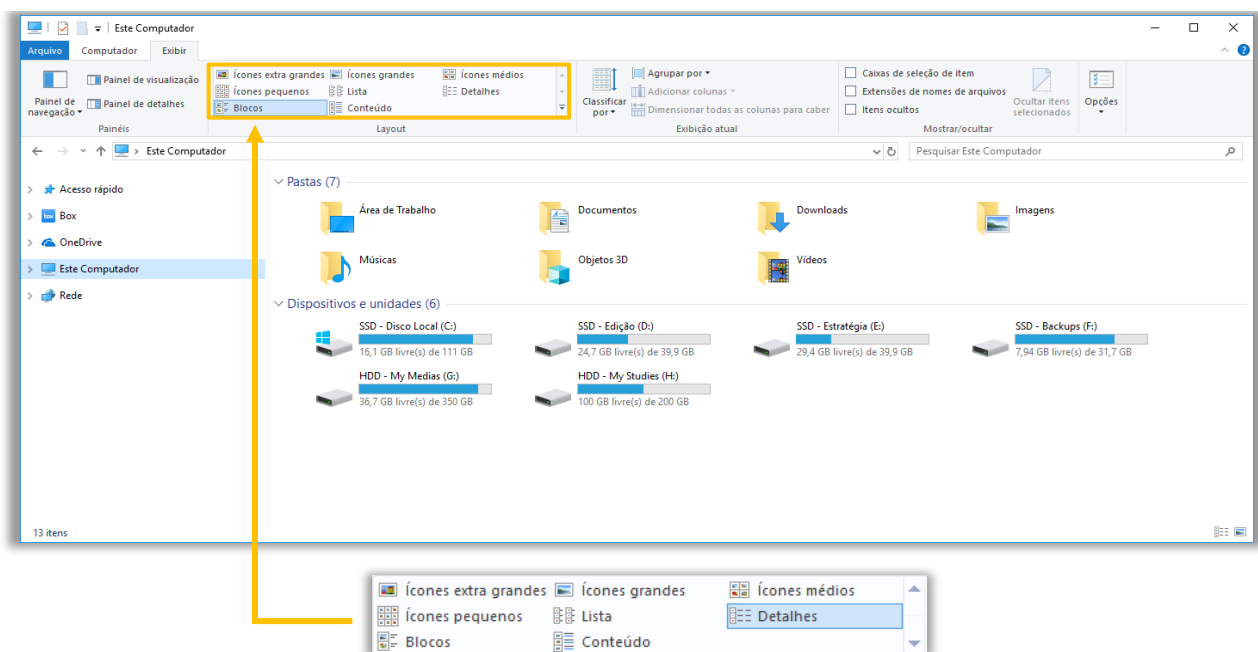 Este Computador
Arquivo Computador Exibir
Painel de navegação
Painel de visualização
Painel de detalhes
Painéis
Ícones extra grandes Ícones grandes Ícones médios
Ícones pequenos Lista Detalhes
Blocos Conteúdo
Layout
Classificar por
Agrupar por
Adicionar colunas
Dimensionar todas as colunas para caber
Exibição atual
Caixas de seleção de item
Extensões de nomes de arquivos
Itens ocultos
Ocultar itens selecionados
Mostrar/ocultar
Opções
Este Computador
Pesquisar Este Computador
Acesso rápido
box Box
OneDrive
Este Computador
Rede
Pastas (7)
Área de Trabalho Documentos Downloads Imagens
Músicas Objetos 3D Vídeos
Dispositivos e unidades (6)
SSD - Disco Local (C:) SSD - Edição (D:) SSD - Estratégia (E:) SSD - Backups (F:)
16,1 GB livre(s) de 111 GB 24,7 GB livre(s) de 39,9 GB 29,4 GB livre(s) de 39,9 GB 7,94 GB livre(s) de 31,7 GB
HDD - My Medias (G:) HDD - My Studies (H:)
36,7 GB livre(s) de 350 GB 100 GB livre(s) de 200 GB
13 itens
Ícones extra grandes Ícones grandes Ícones médios
Ícones pequenos Lista Detalhes
Blocos Conteúdo